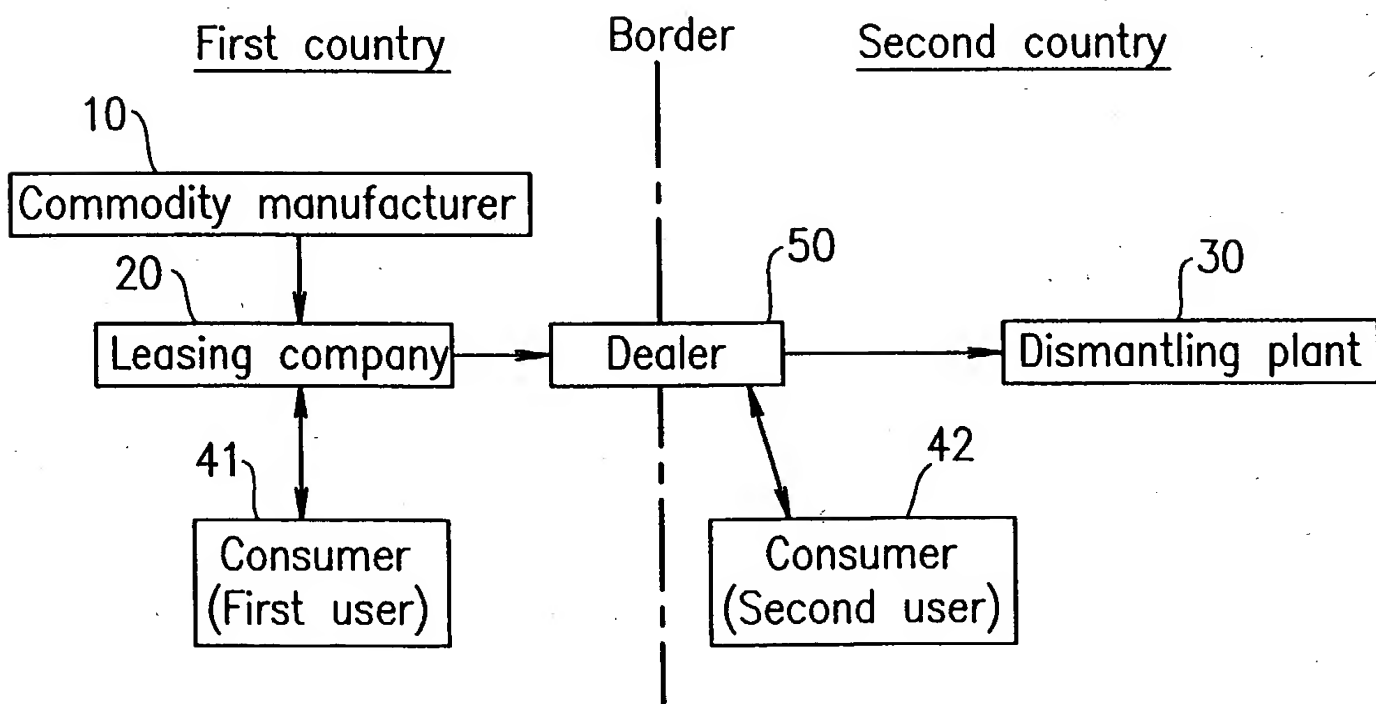 First country
Border
Second country
10
Commodity manufacturer
20
50
30
Leasing company
Dealer
Dismantling plant
41
42
Consumer
(First user)
Consumer
(Second user)